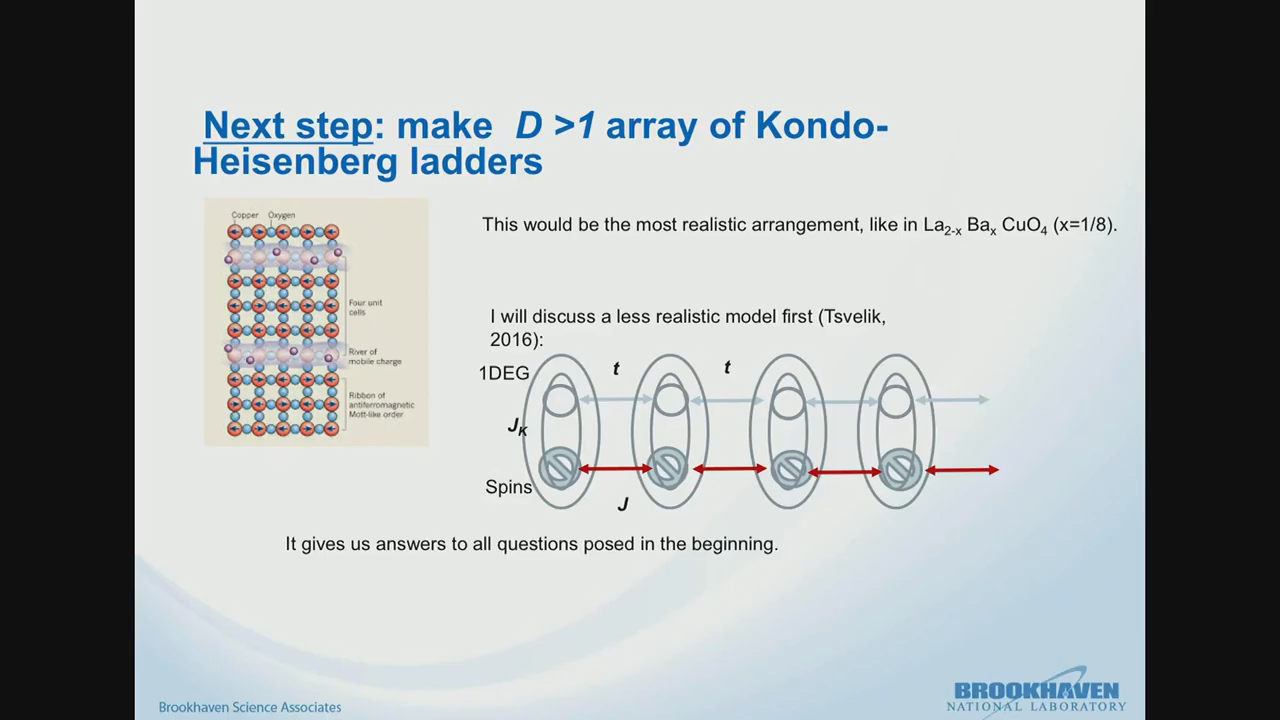 Next step: make D >1 array of Kondo-
Heisenberg ladders
Copper Oxygen
Four unit
cells
River of
mobile charge
Ribbon of
antiferromagnetic
Mott-like order
This would be the most realistic arrangement, like in La2-x Bax CuO4 (x=1/8).
I will discuss a less realistic model first (Tsvelik,
2016):
1DEG
t
t
JK
Spins
J
It gives us answers to all questions posed in the beginning.
Brookhaven Science Associates
BROOKHAVEN
NATIONAL LABORATORY